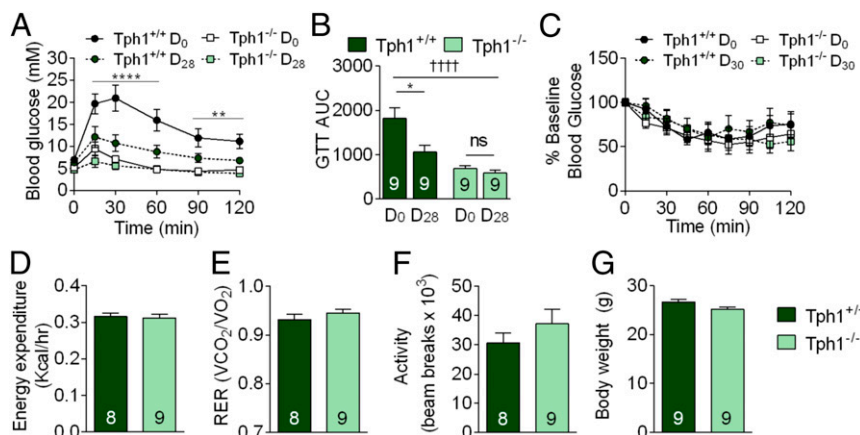 A
Tph1+/+ D0
Tph1-/- D0
Tph1+/+ D28
Tph1-/- D28
Blood glucose (mM)
30
25
20
15
10
5
0
****
**
0 30 60 90 120
Time (min)
B
Tph1+/+
Tph1-/-
GTT AUC
3000
2000
1000
0
††††
*
ns
9 9 9 9
D0 D28 D0 D28
C
Tph1+/+ D0
Tph1-/- D0
Tph1+/+ D30
Tph1-/- D30
% Baseline
Blood Glucose
150
100
50
0
0 30 60 90 120
Time (min)
D
Energy expenditure
(Kcal/hr)
0.4
0.3
0.2
0.1
0.0
8 9
E
RER (VCO2/VO2)
1.0
0.9
0.8
0.7
8 9
F
Activity
(beam breaks x 10^3)
50
40
30
20
10
0
8 9
G
Body weight (g)
30
20
10
0
9 9
Tph1+/+
Tph1-/-